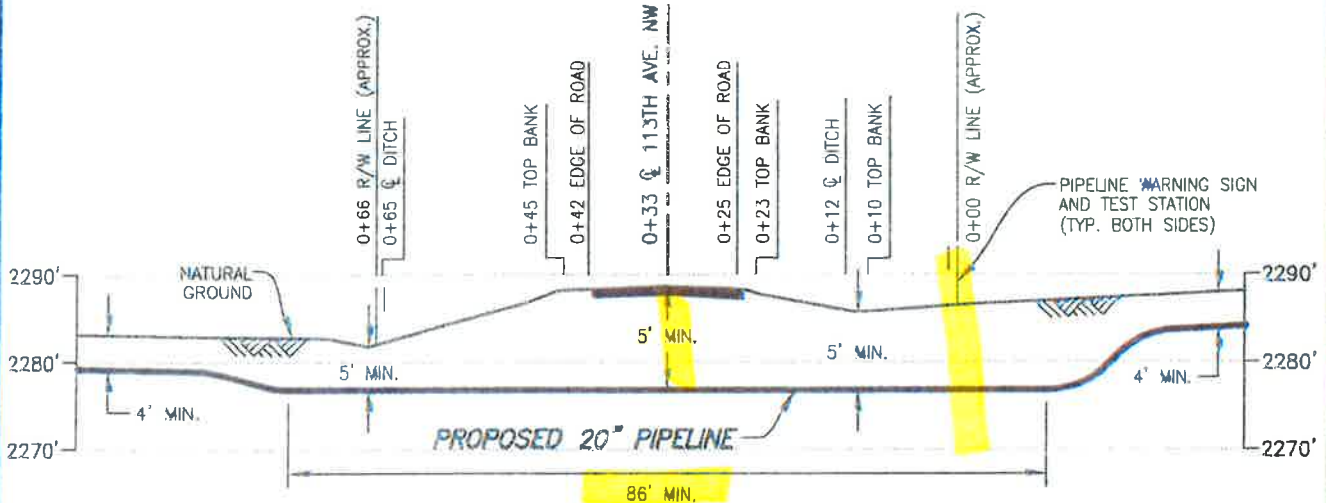 0+66 R/W LINE (APPROX.)
0+65 ℄ DITCH
0+45 TOP BANK
0+42 EDGE OF ROAD
0+33 ℄ 113TH AVE. NW
0+25 EDGE OF ROAD
0+23 TOP BANK
0+12 ℄ DITCH
0+10 TOP BANK
0+00 R/W LINE (APPROX.)
PIPELINE WARNING SIGN
AND TEST STATION
(TYP. BOTH SIDES)
2290'
NATURAL
GROUND
2290'
5' MIN.
2280'
5' MIN.
5' MIN.
2280'
4' MIN.
4' MIN.
2270'
PROPOSED 20" PIPELINE
2270'
86' MIN.